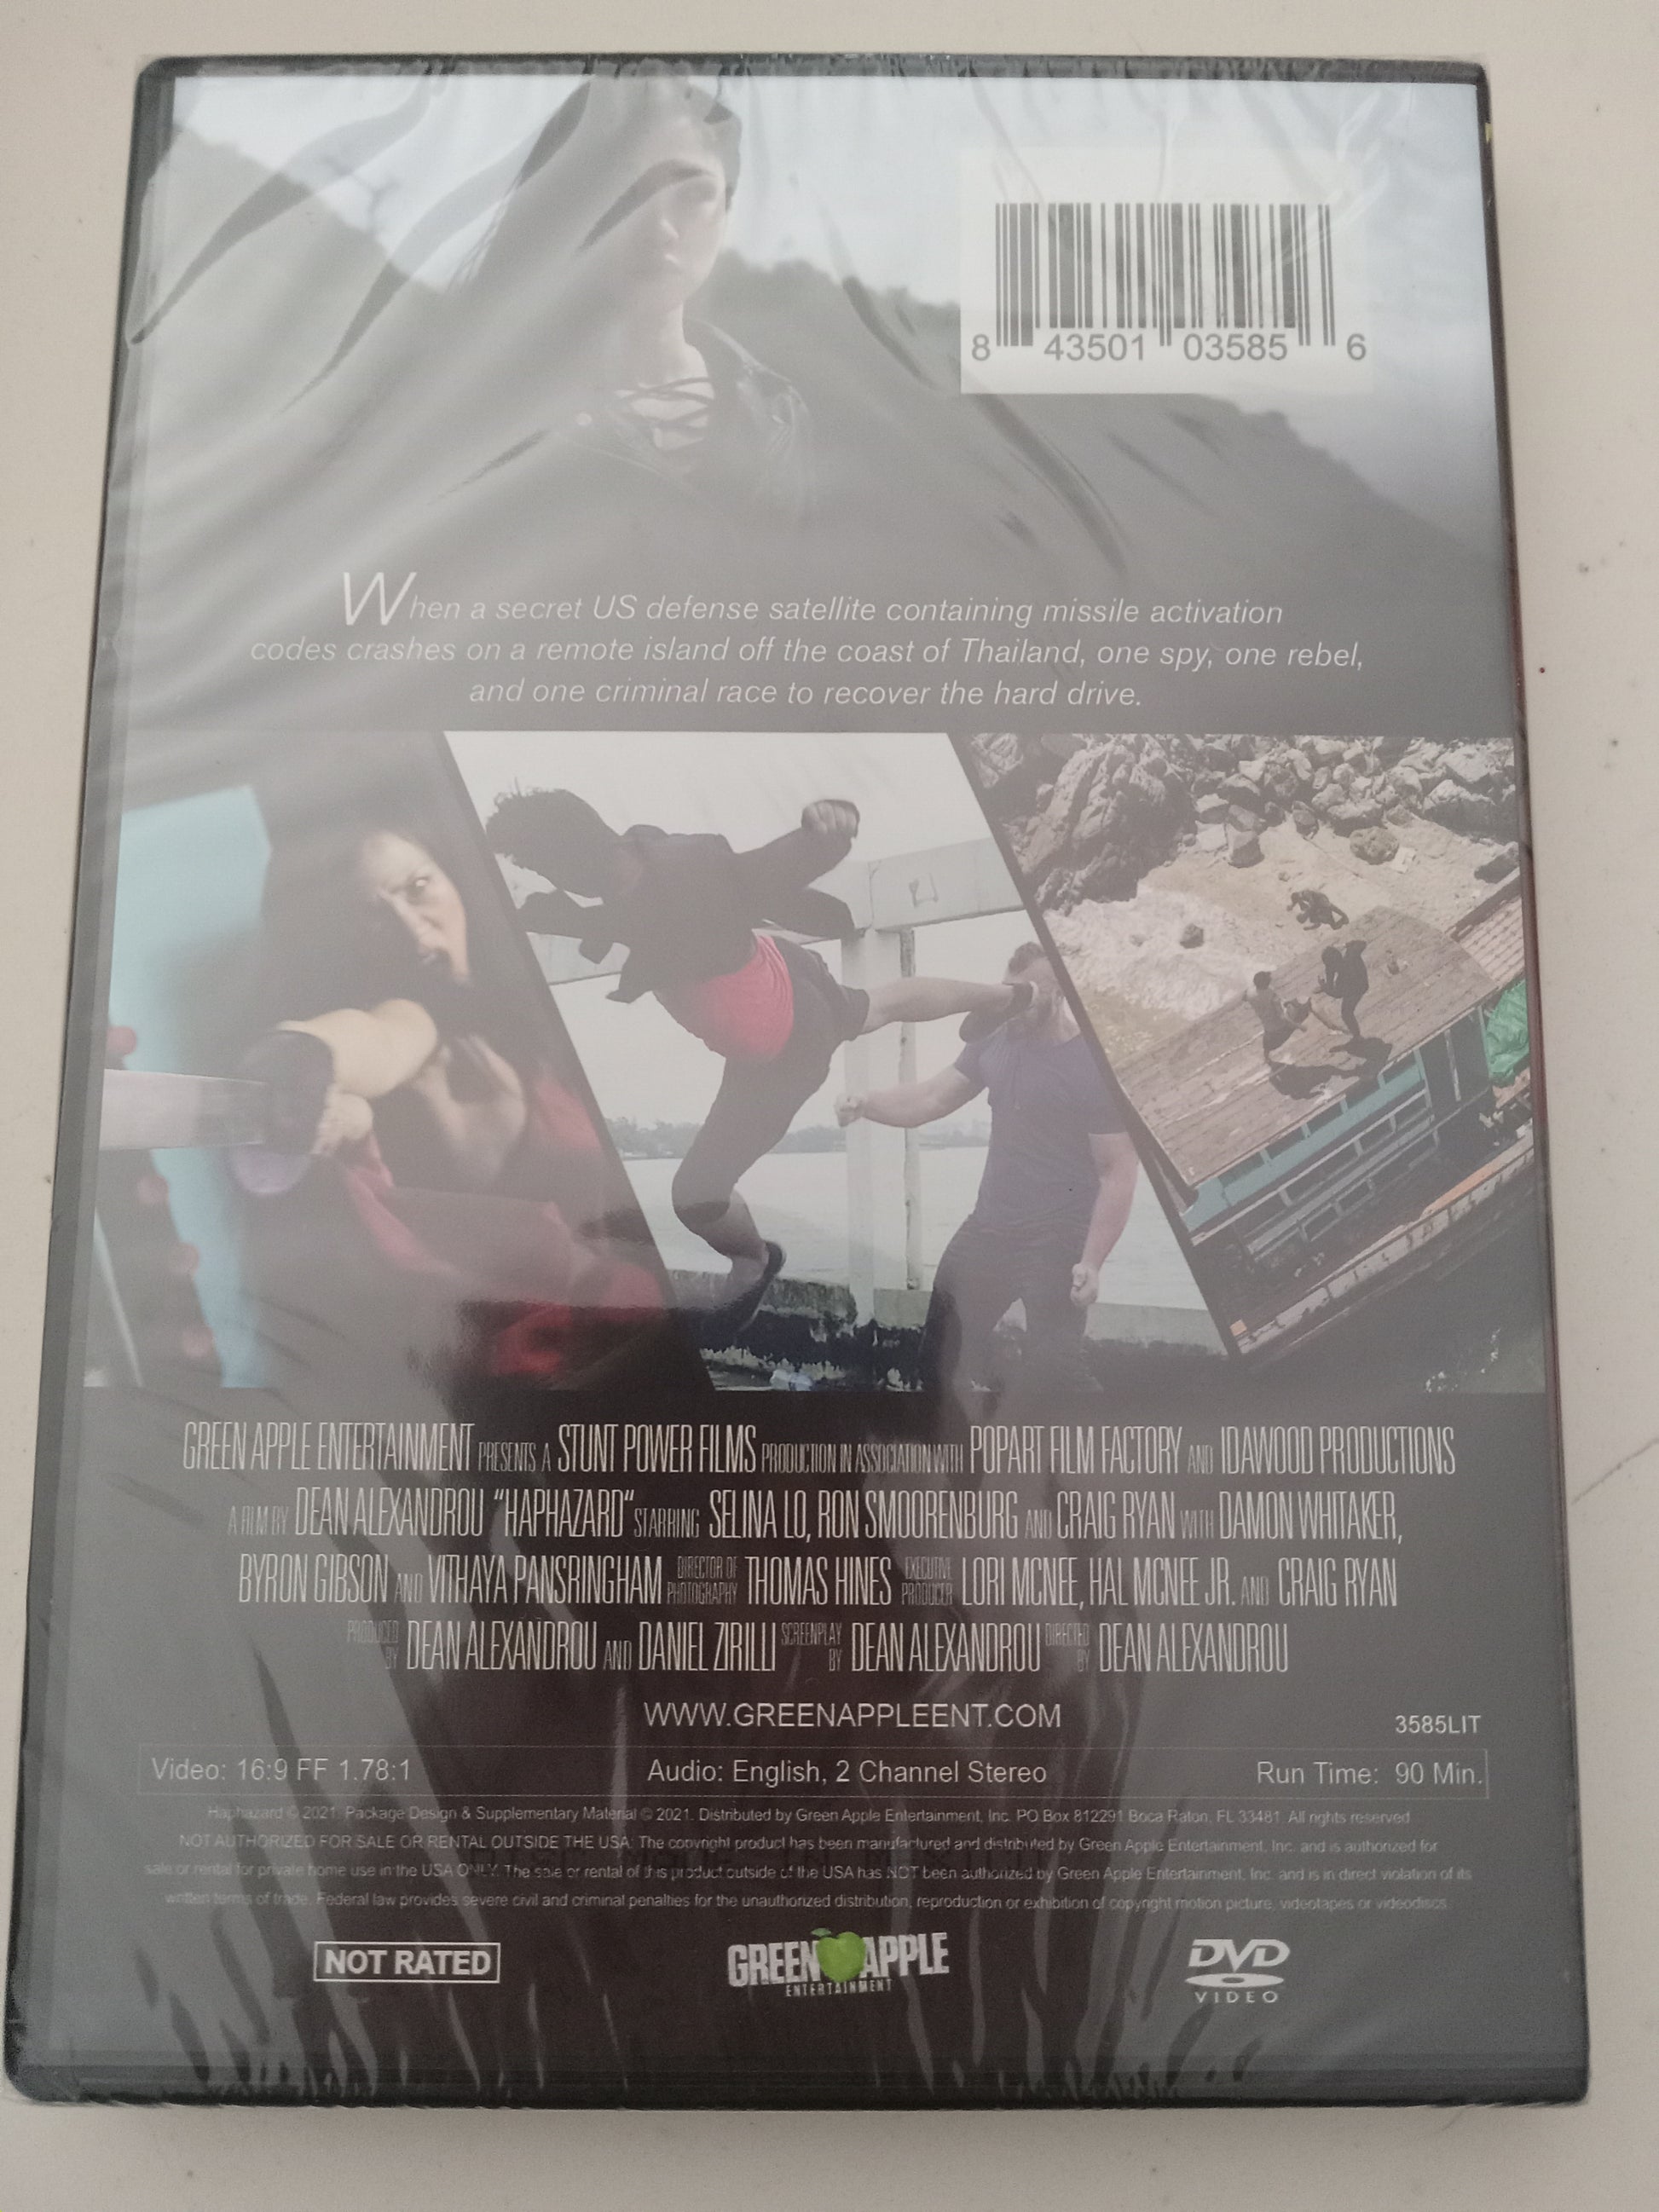 8 43501 03585 6
When a secret US defense satellite containing missile activation
codes crashes on a remote island off the coast of Thailand, one spy, one rebel,
and one criminal race to recover the hard drive.
GREEN APPLE ENTERTAINMENT PRESENTS A STUNT POWER FILMS PRODUCTION IN ASSOCIATION WITH POPART FILM FACTORY AND IDAWOOD PRODUCTIONS
A FILM BY DEAN ALEXANDROU "HAPHAZARD" STARRING SELINA LO, RON SMOORENBURG AND CRAIG RYAN WITH DAMON WHITAKER,
BYRON GIBSON AND VITHAYA PANSRINGHAM DIRECTOR OF PHOTOGRAPHY THOMAS HINES EXECUTIVE PRODUCER LORI MCNEE, HAL MCNEE JR. AND CRAIG RYAN
PRODUCED BY DEAN ALEXANDROU AND DANIEL ZIRILLI SCREENPLAY BY DEAN ALEXANDROU DIRECTED BY DEAN ALEXANDROU
WWW.GREENAPPLEENT.COM
3585LIT
Video: 16:9 FF 1.78:1 Audio: English, 2 Channel Stereo Run Time: 90 Min.
Haphazard © 2021. Package Design & Supplementary Material © 2021. Distributed by Green Apple Entertainment, Inc. PO Box 812291 Boca Raton, FL 33481. All rights reserved
NOT AUTHORIZED FOR SALE OR RENTAL OUTSIDE THE USA: The copyright product has been manufactured and distributed by Green Apple Entertainment, Inc. and is authorized for
sale or rental for private home use in the USA ONLY. The sale or rental of this product outside of the USA has NOT been authorized by Green Apple Entertainment, Inc. and is in direct violation of its
written terms of trade. Federal law provides severe civil and criminal penalties for the unauthorized distribution, reproduction or exhibition of copyright motion picture, videotapes or videodiscs.
NOT RATED
GREEN APPLE
ENTERTAINMENT
DVD
VIDEO